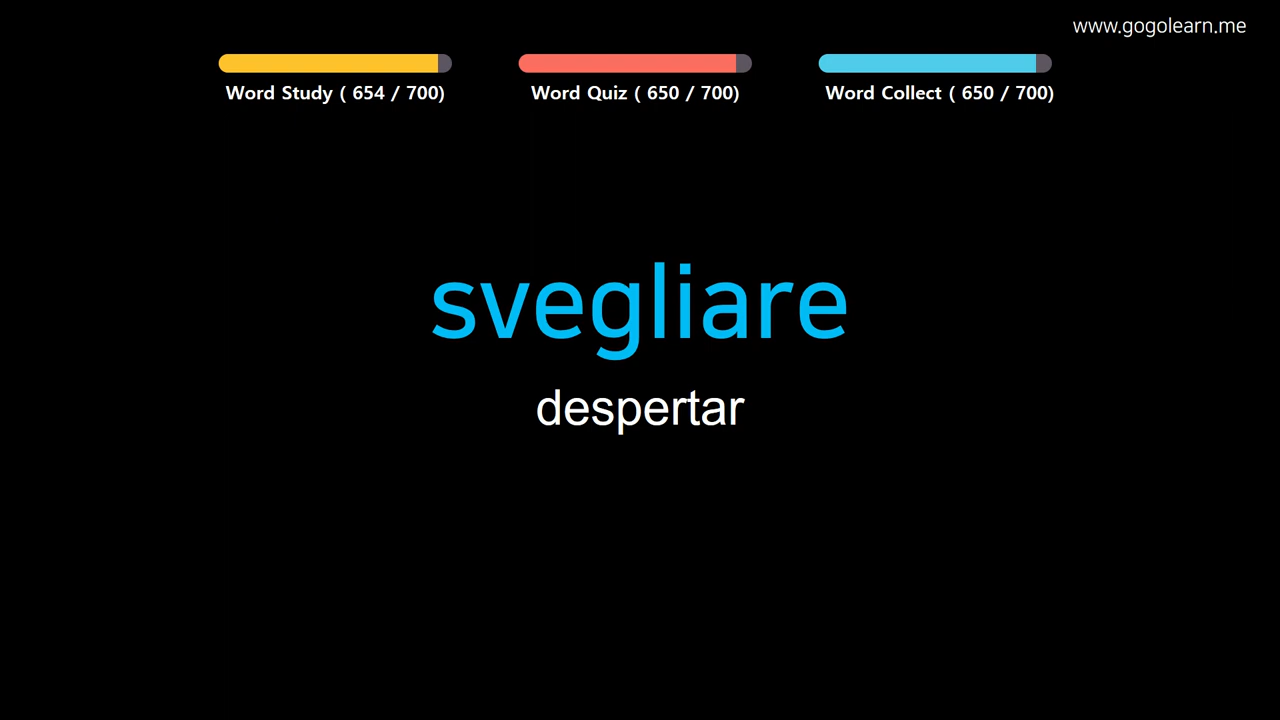 www.gogolearn.me
Word Study ( 654 / 700)
Word Quiz ( 650 / 700)
Word Collect ( 650 / 700)
svegliare
despertar